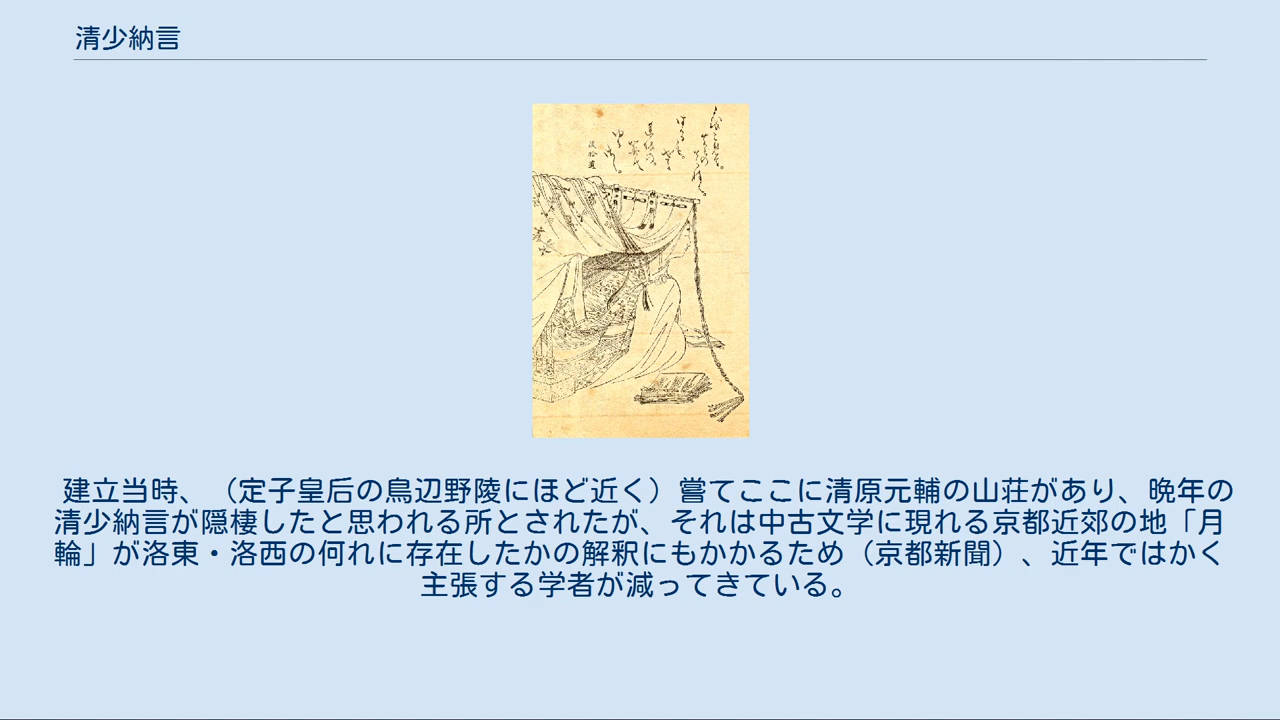 清少納言
建立当時、（定子皇后の鳥辺野陵にほど近く）嘗てここに清原元輔の山荘があり、晩年の
清少納言が隠棲したと思われる所とされたが、それは中古文学に現れる京都近郊の地「月
輪」が洛東・洛西の何れに存在したかの解釈にもかかるため（京都新聞）、近年ではかく
主張する学者が減ってきている。